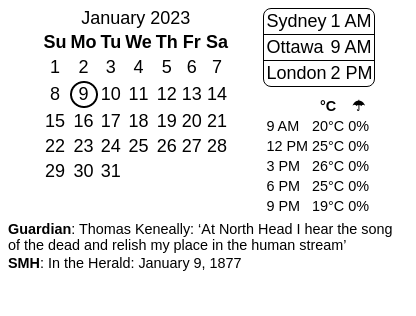 January 2023
Su Mo Tu We Th Fr Sa
1 2 3 4 5 6 7
8 9 10 11 12 13 14
15 16 17 18 19 20 21
22 23 24 25 26 27 28
29 30 31
Sydney 1 AM
Ottawa 9 AM
London 2 PM
°C ☂
9 AM 20°C 0%
12 PM 25°C 0%
3 PM 26°C 0%
6 PM 25°C 0%
9 PM 19°C 0%
Guardian: Thomas Keneally: ‘At North Head I hear the song
of the dead and relish my place in the human stream’
SMH: In the Herald: January 9, 1877